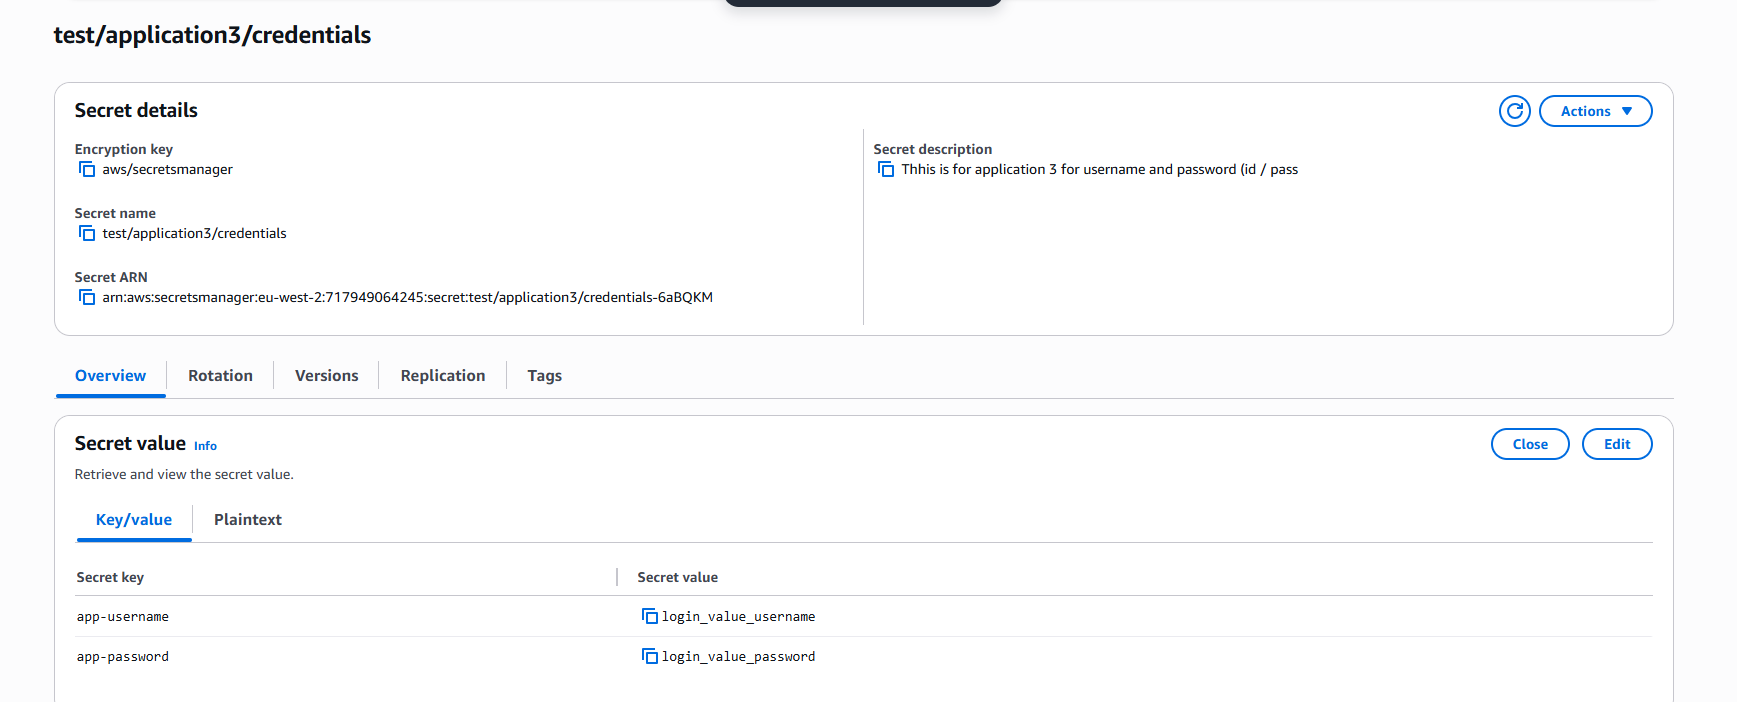 test/application3/credentials
Secret details
Actions
Encryption key
aws/secretsmanager
Secret description
Thhis is for application 3 for username and password (id / pass
Secret name
test/application3/credentials
Secret ARN
arn:aws:secretsmanager:eu-west-2:717949064245:secret:test/application3/credentials-6aBQKM
Overview Rotation Versions Replication Tags
Secret value Info
Close Edit
Retrieve and view the secret value.
Key/value Plaintext
Secret key Secret value
app-username login_value_username
app-password login_value_password